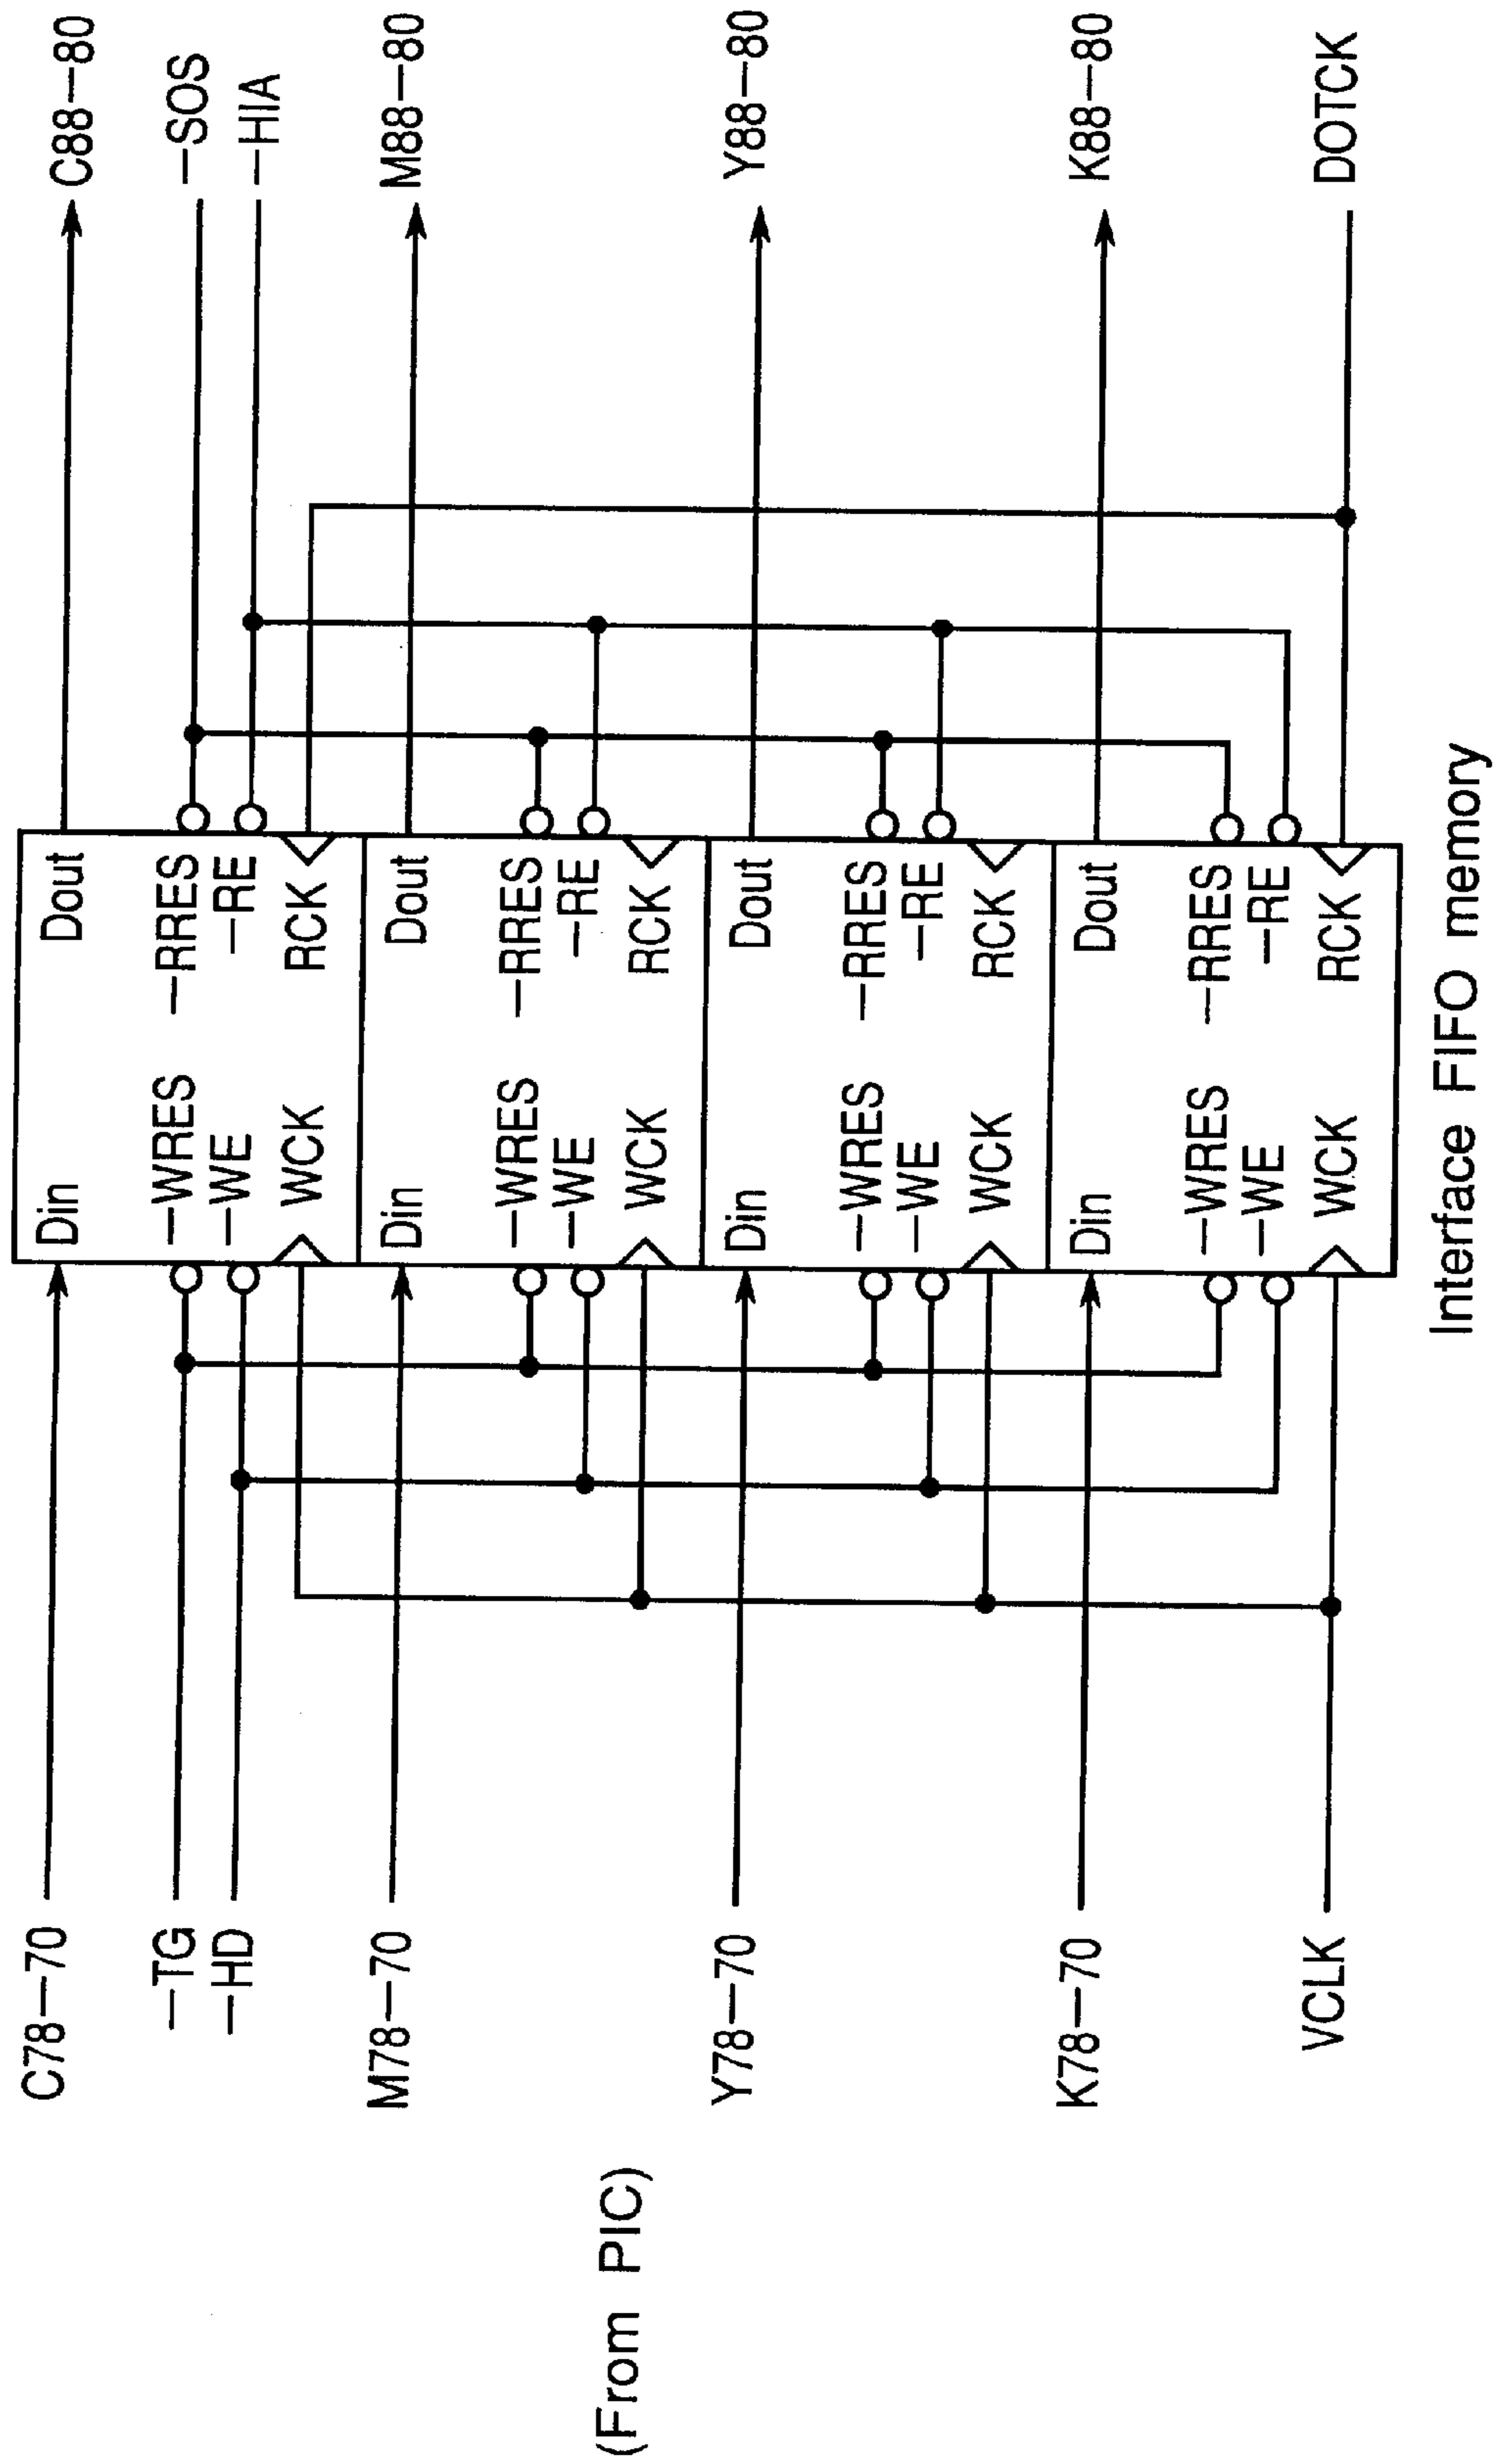 C78—70
—TG
—HD
M78—70
(From PIC)
Y78—70
K78—70
VCLK
Din
Dout
—WRES
—RRES
—WE
—RE
WCK
RCK
Din
Dout
—WRES
—RRES
—WE
—RE
WCK
RCK
Din
Dout
—WRES
—RRES
—WE
—RE
WCK
RCK
Din
Dout
—WRES
—RRES
—WE
—RE
WCK
RCK
C88—80
—SOS
—HIA
M88—80
Y88—80
K88—80
DOTCK
Interface FIFO memory